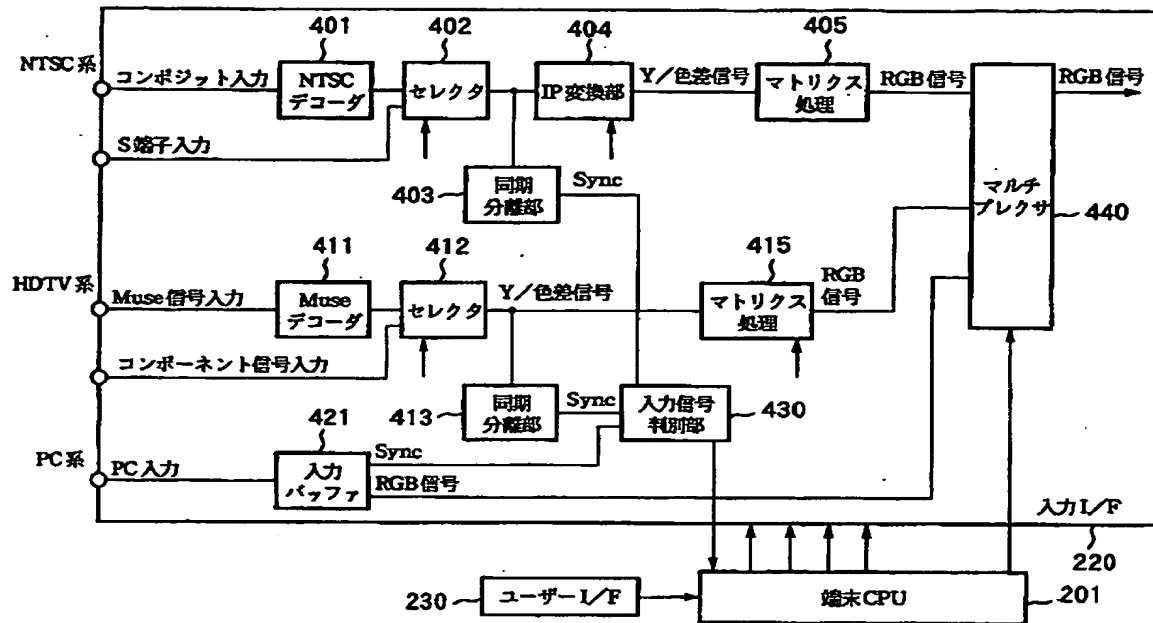 401
402
404
405
NTSC系
コンポジット入力
NTSC
デコーダ
セレクタ
IP変換部
Y/色差信号
マトリクス
処理
RGB信号
RGB信号
S端子入力
403
同期
分離部
Sync
マルチ
プレクサ
440
411
412
415
HDTV系
Muse信号入力
Muse
デコーダ
セレクタ
Y/色差信号
マトリクス
処理
RGB
信号
コンポーネント信号入力
413
同期
分離部
Sync
入力信号
判別部
430
421
PC系
PC入力
入力
バッファ
Sync
RGB信号
入力I/F
220
230
ユーザーI/F
端末CPU
201